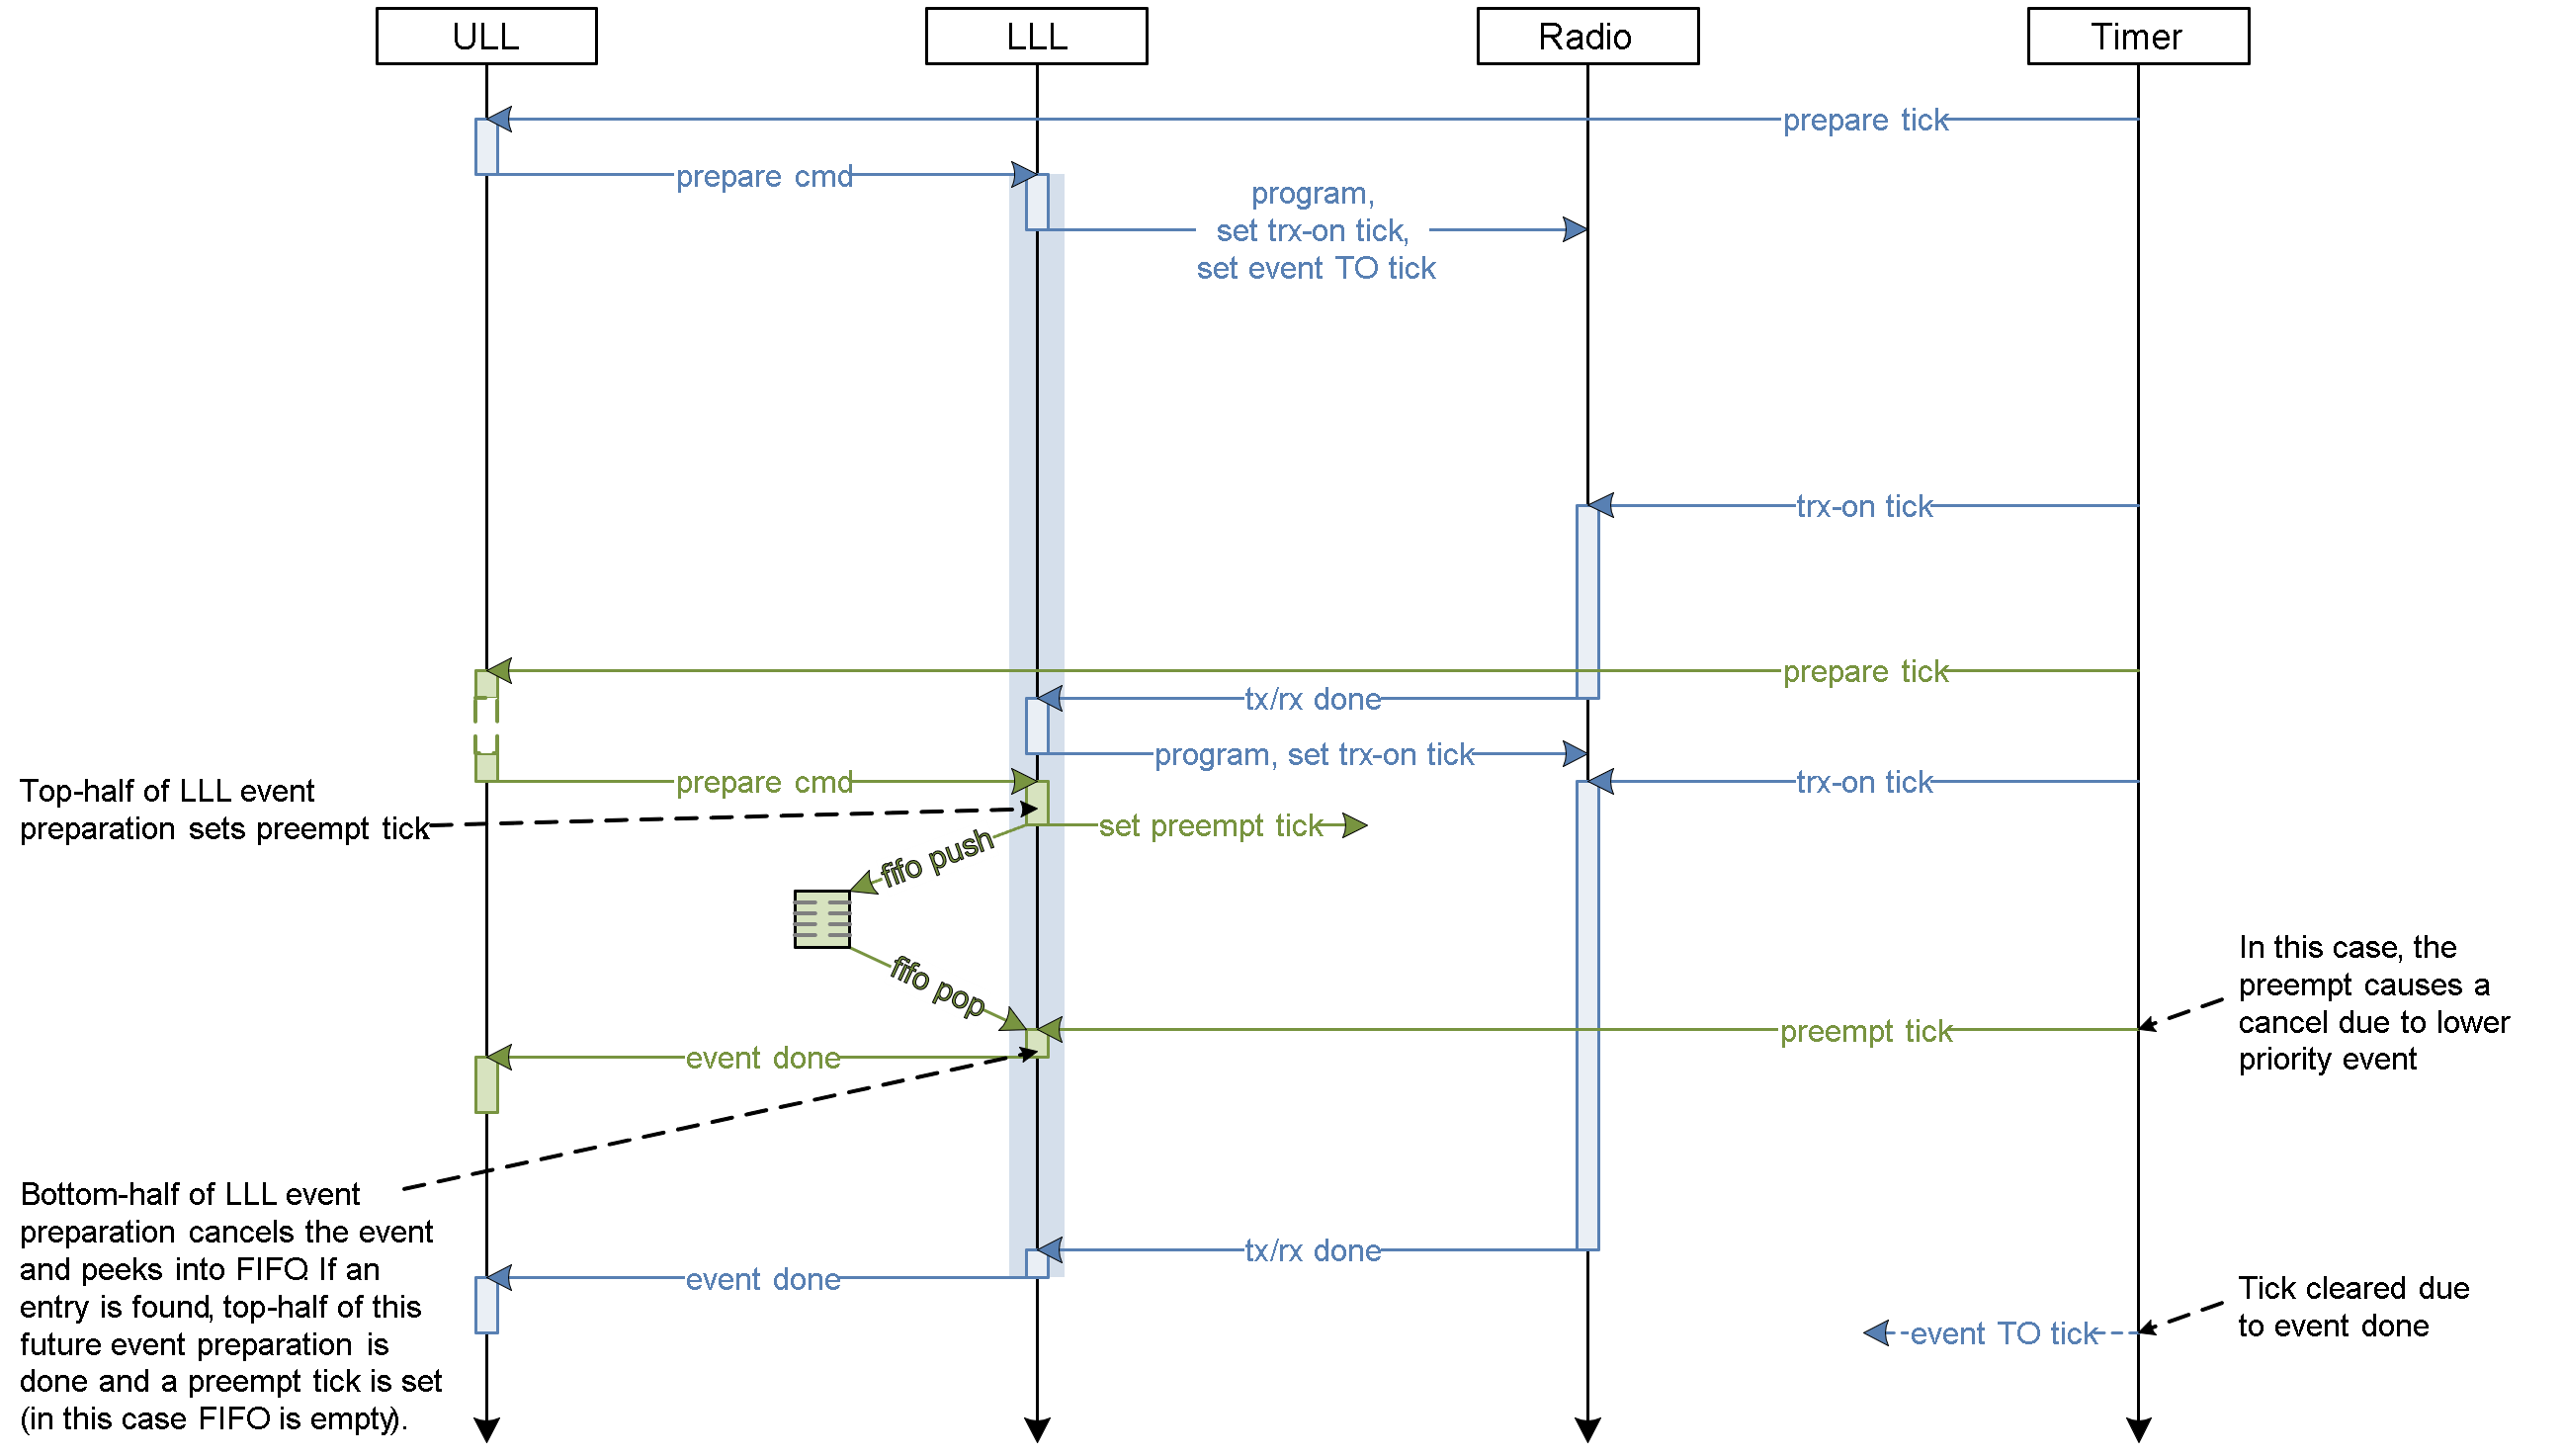 ULL
LLL
Radio
Timer
prepare tick
prepare cmd
program,
set trx-on tick,
set event TO tick
trx-on tick
prepare tick
tx/rx done
program, set trx-on tick
prepare cmd
trx-on tick
Top-half of LLL event
preparation sets preempt tick
set preempt tick
fifo push
fifo pop
In this case, the
preempt causes a
cancel due to lower
priority event
preempt tick
event done
Bottom-half of LLL event
preparation cancels the event
and peeks into FIFO. If an
entry is found, top-half of this
future event preparation is
done and a preempt tick is set
(in this case FIFO is empty).
tx/rx done
event done
Tick cleared due
to event done
event TO tick